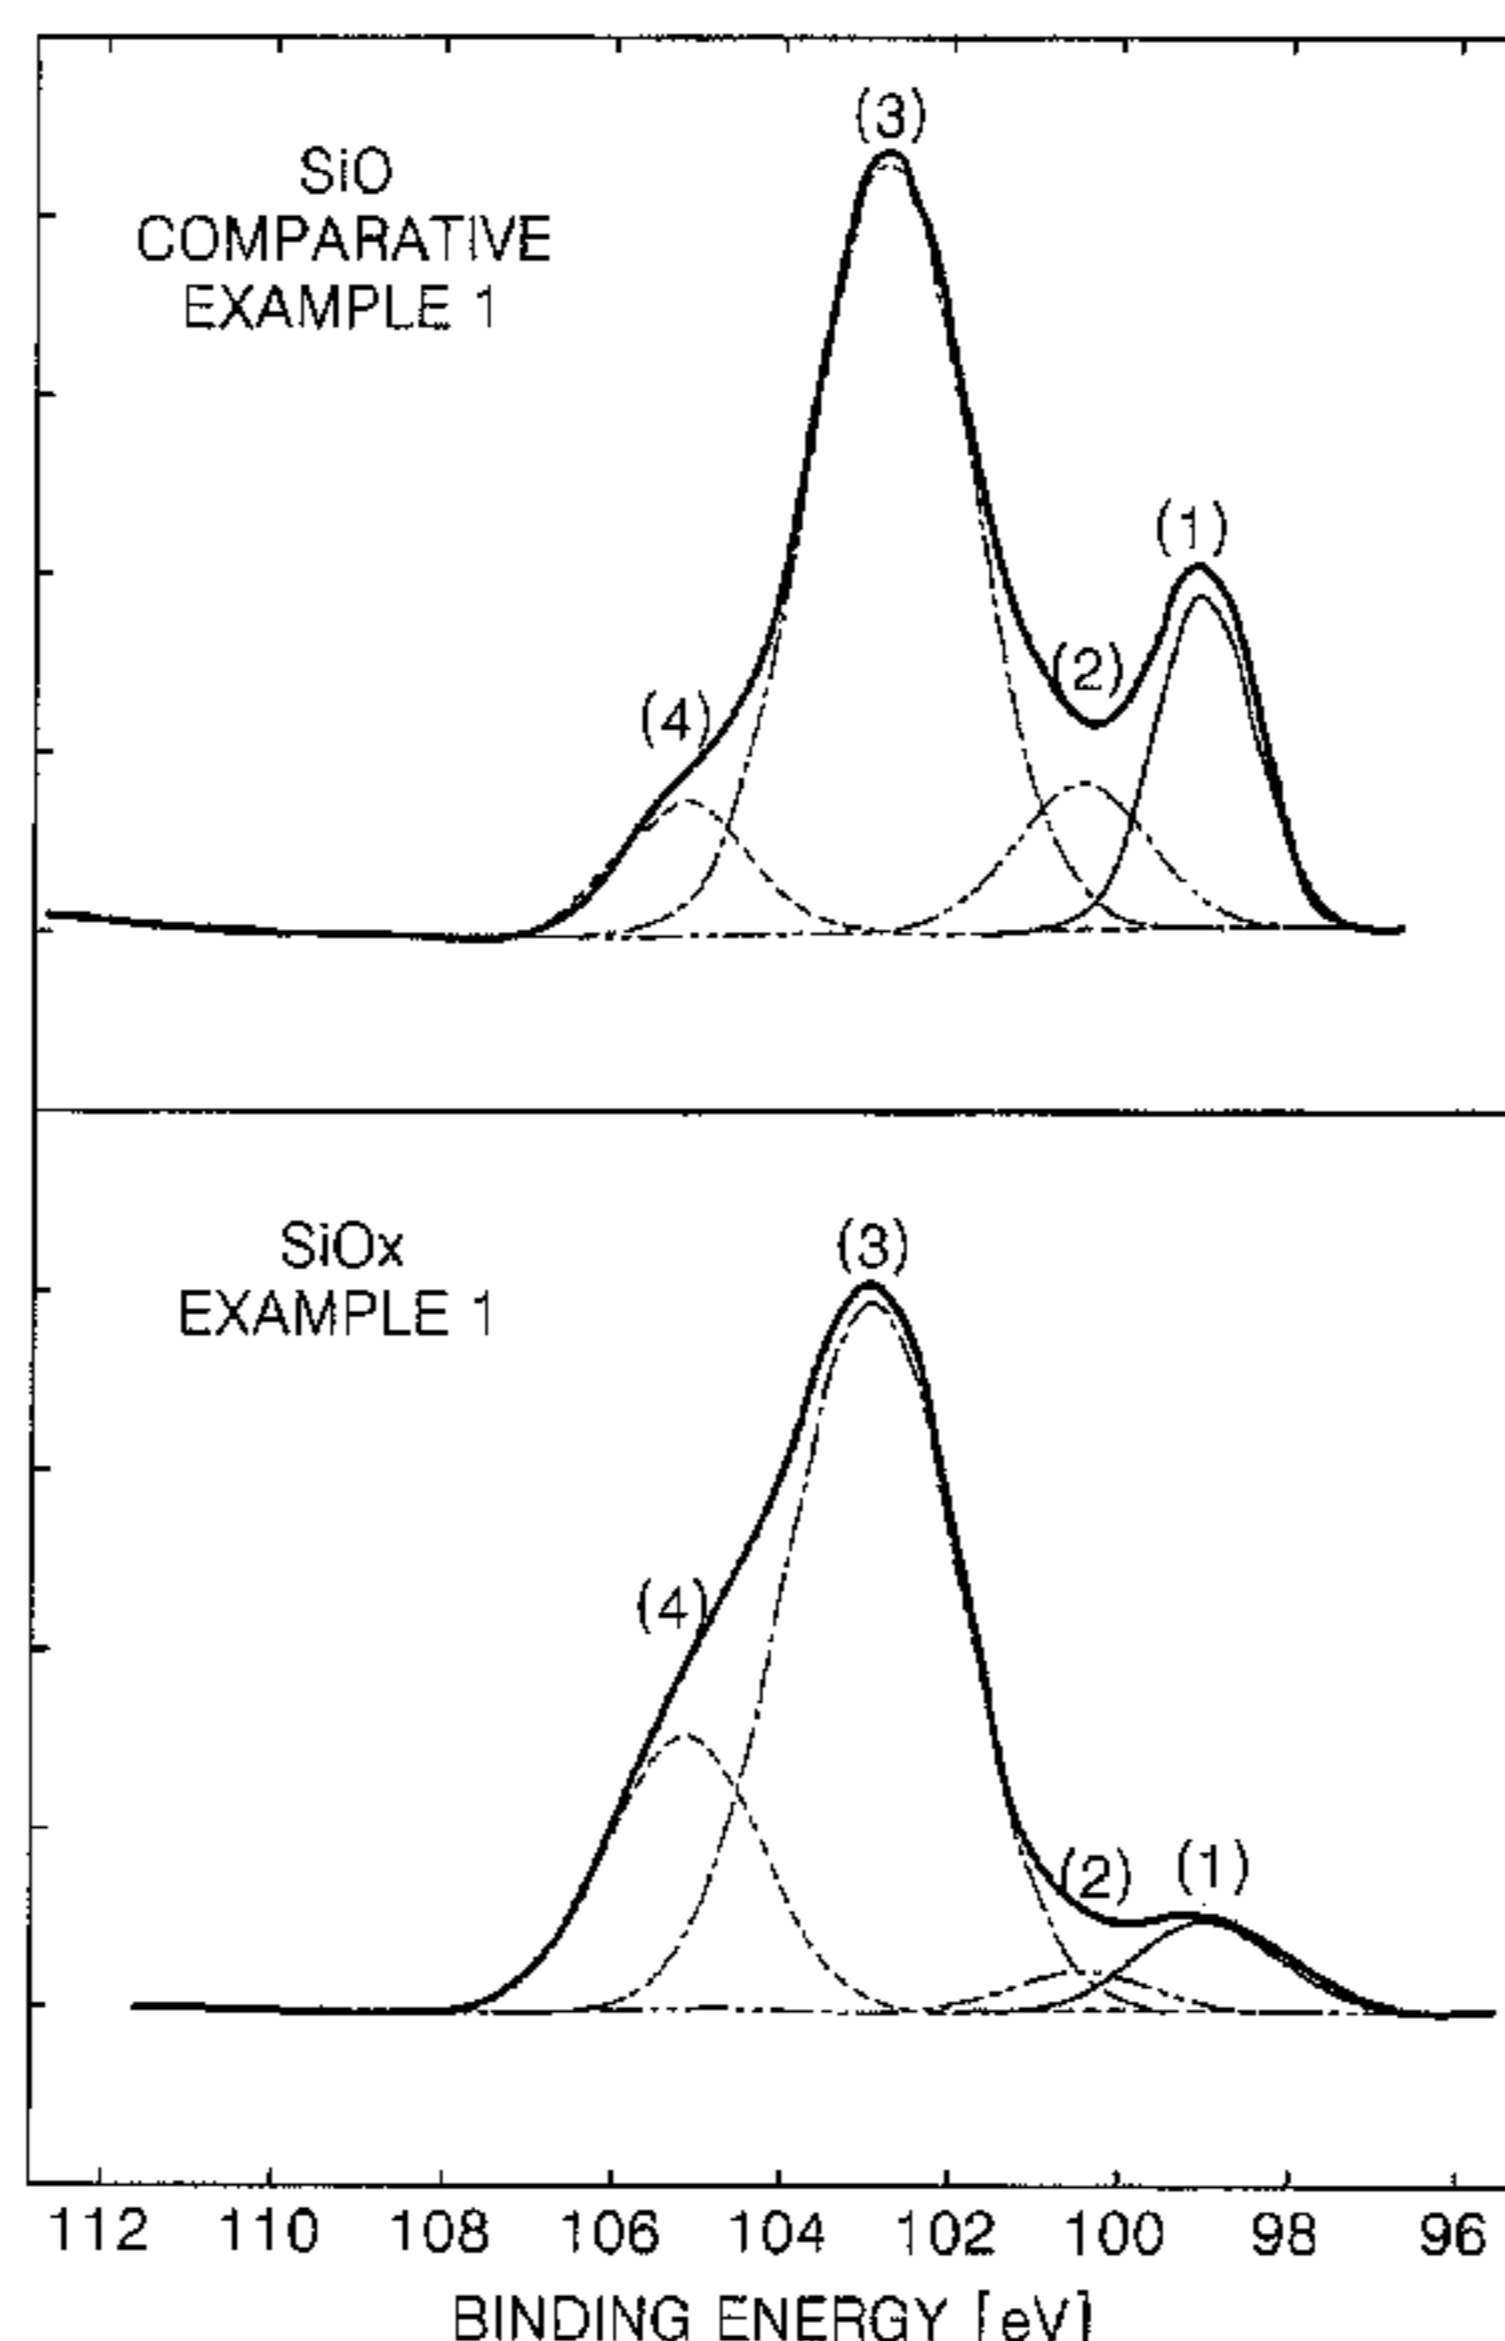 (3)
SiO
COMPARATIVE
EXAMPLE 1
(1)
(2)
(4)
(3)
SiOx
EXAMPLE 1
(4)
(2)
(1)
112 110 108 106 104 102 100 98 96
BINDING ENERGY [eV]